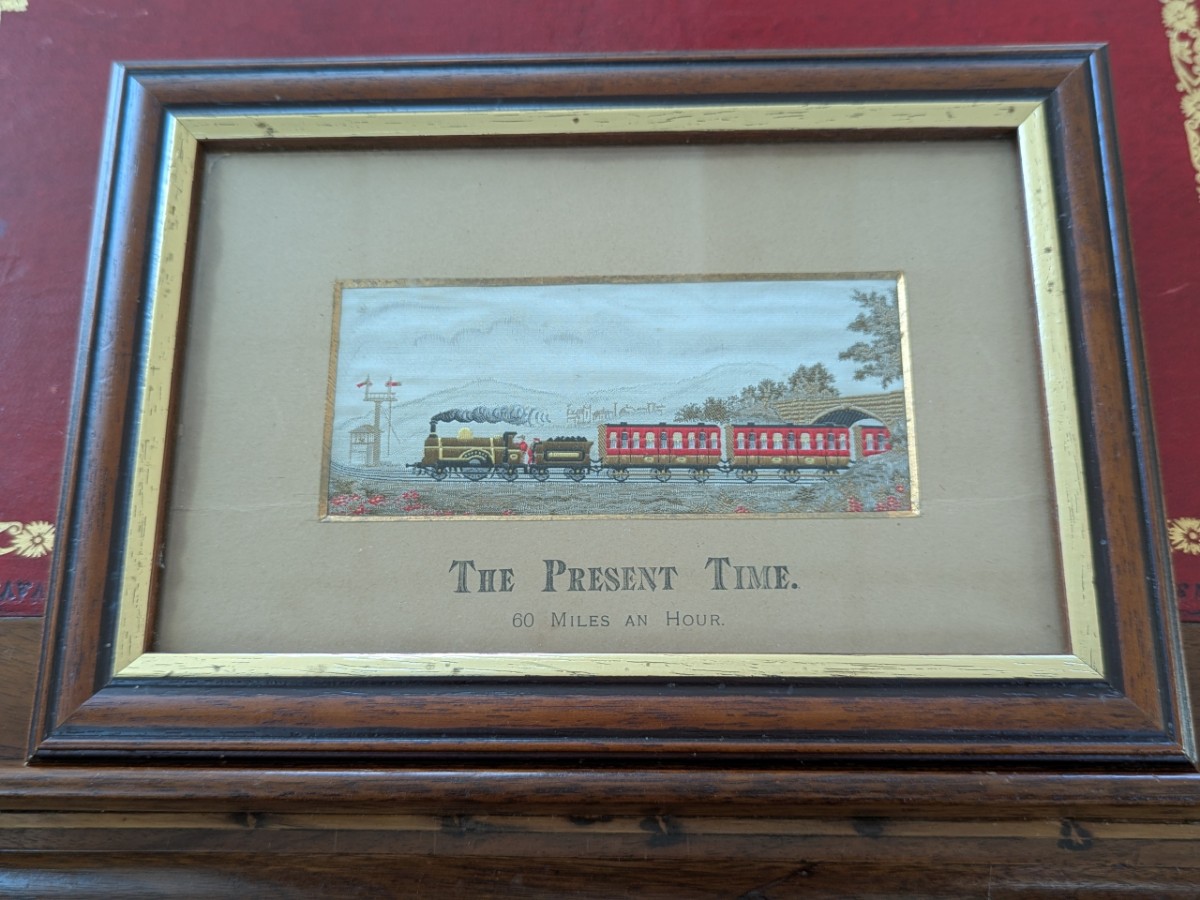 The Present Time.
60 Miles an Hour.